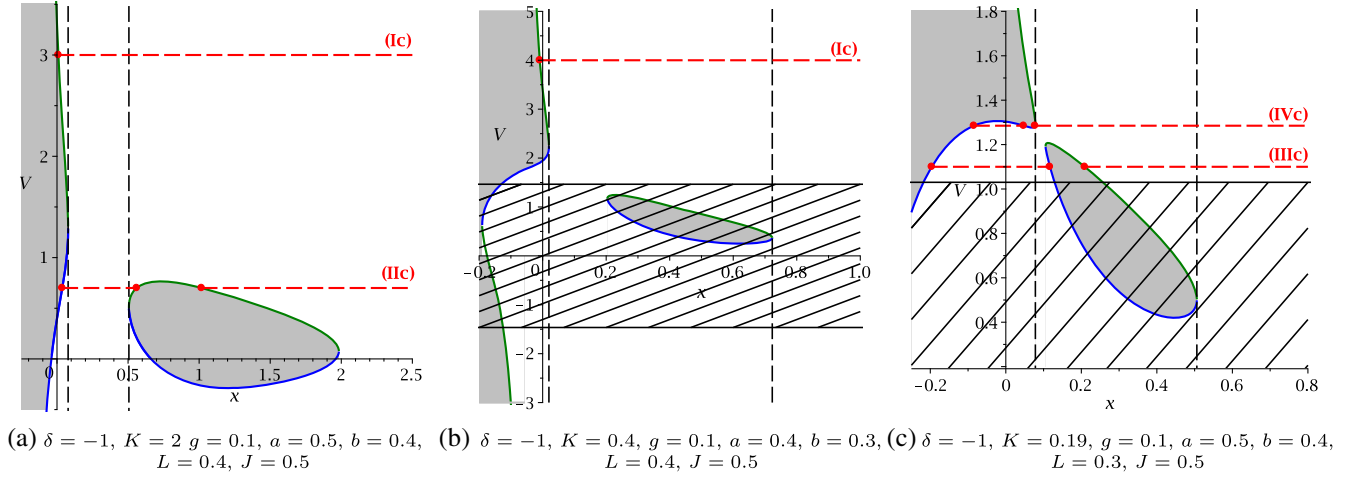 3
2
V
1
0
0.5
1
1.5
2
2.5
x
(Ic)
(IIc)
5
4
3
V
2
1
−0.2
0
0.2
0.4
0.6
0.8
1.0
x
−1
−2
−3
(Ic)
1.8
1.6
1.4
1.2
V
1.0
0.8
0.6
0.4
−0.2
0
0.2
0.4
0.6
0.8
x
(IVc)
(IIIc)
(a) δ = −1, K = 2 g = 0.1, a = 0.5, b = 0.4,
L = 0.4, J = 0.5
(b) δ = −1, K = 0.4, g = 0.1, a = 0.4, b = 0.3,
L = 0.4, J = 0.5
(c) δ = −1, K = 0.19, g = 0.1, a = 0.5, b = 0.4,
L = 0.3, J = 0.5